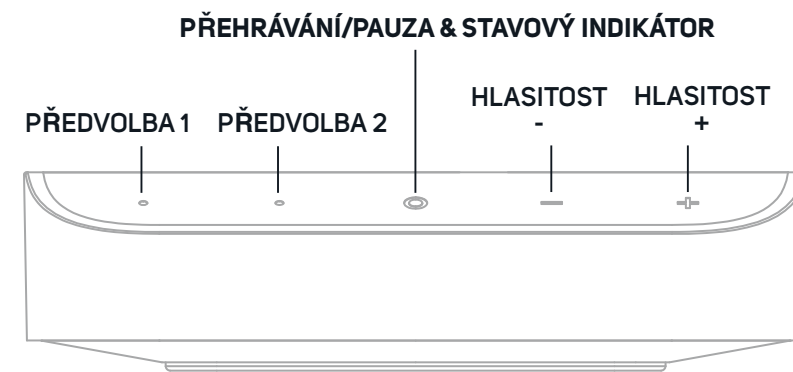 PŘEHRÁVÁNÍ/PAUZA & STAVOVÝ INDIKÁTOR
HLASITOST
-
HLASITOST
+
PŘEDVOLBA 1
PŘEDVOLBA 2